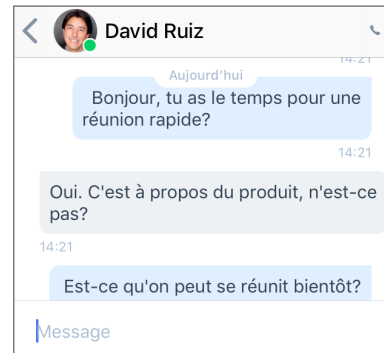 David Ruiz
14:21
Aujourd'hui
Bonjour, tu as le temps pour une
réunion rapide?
14:21
Oui. C'est à propos du produit, n'est-ce
pas?
14:21
Est-ce qu'on peut se réunit bientôt?
Message